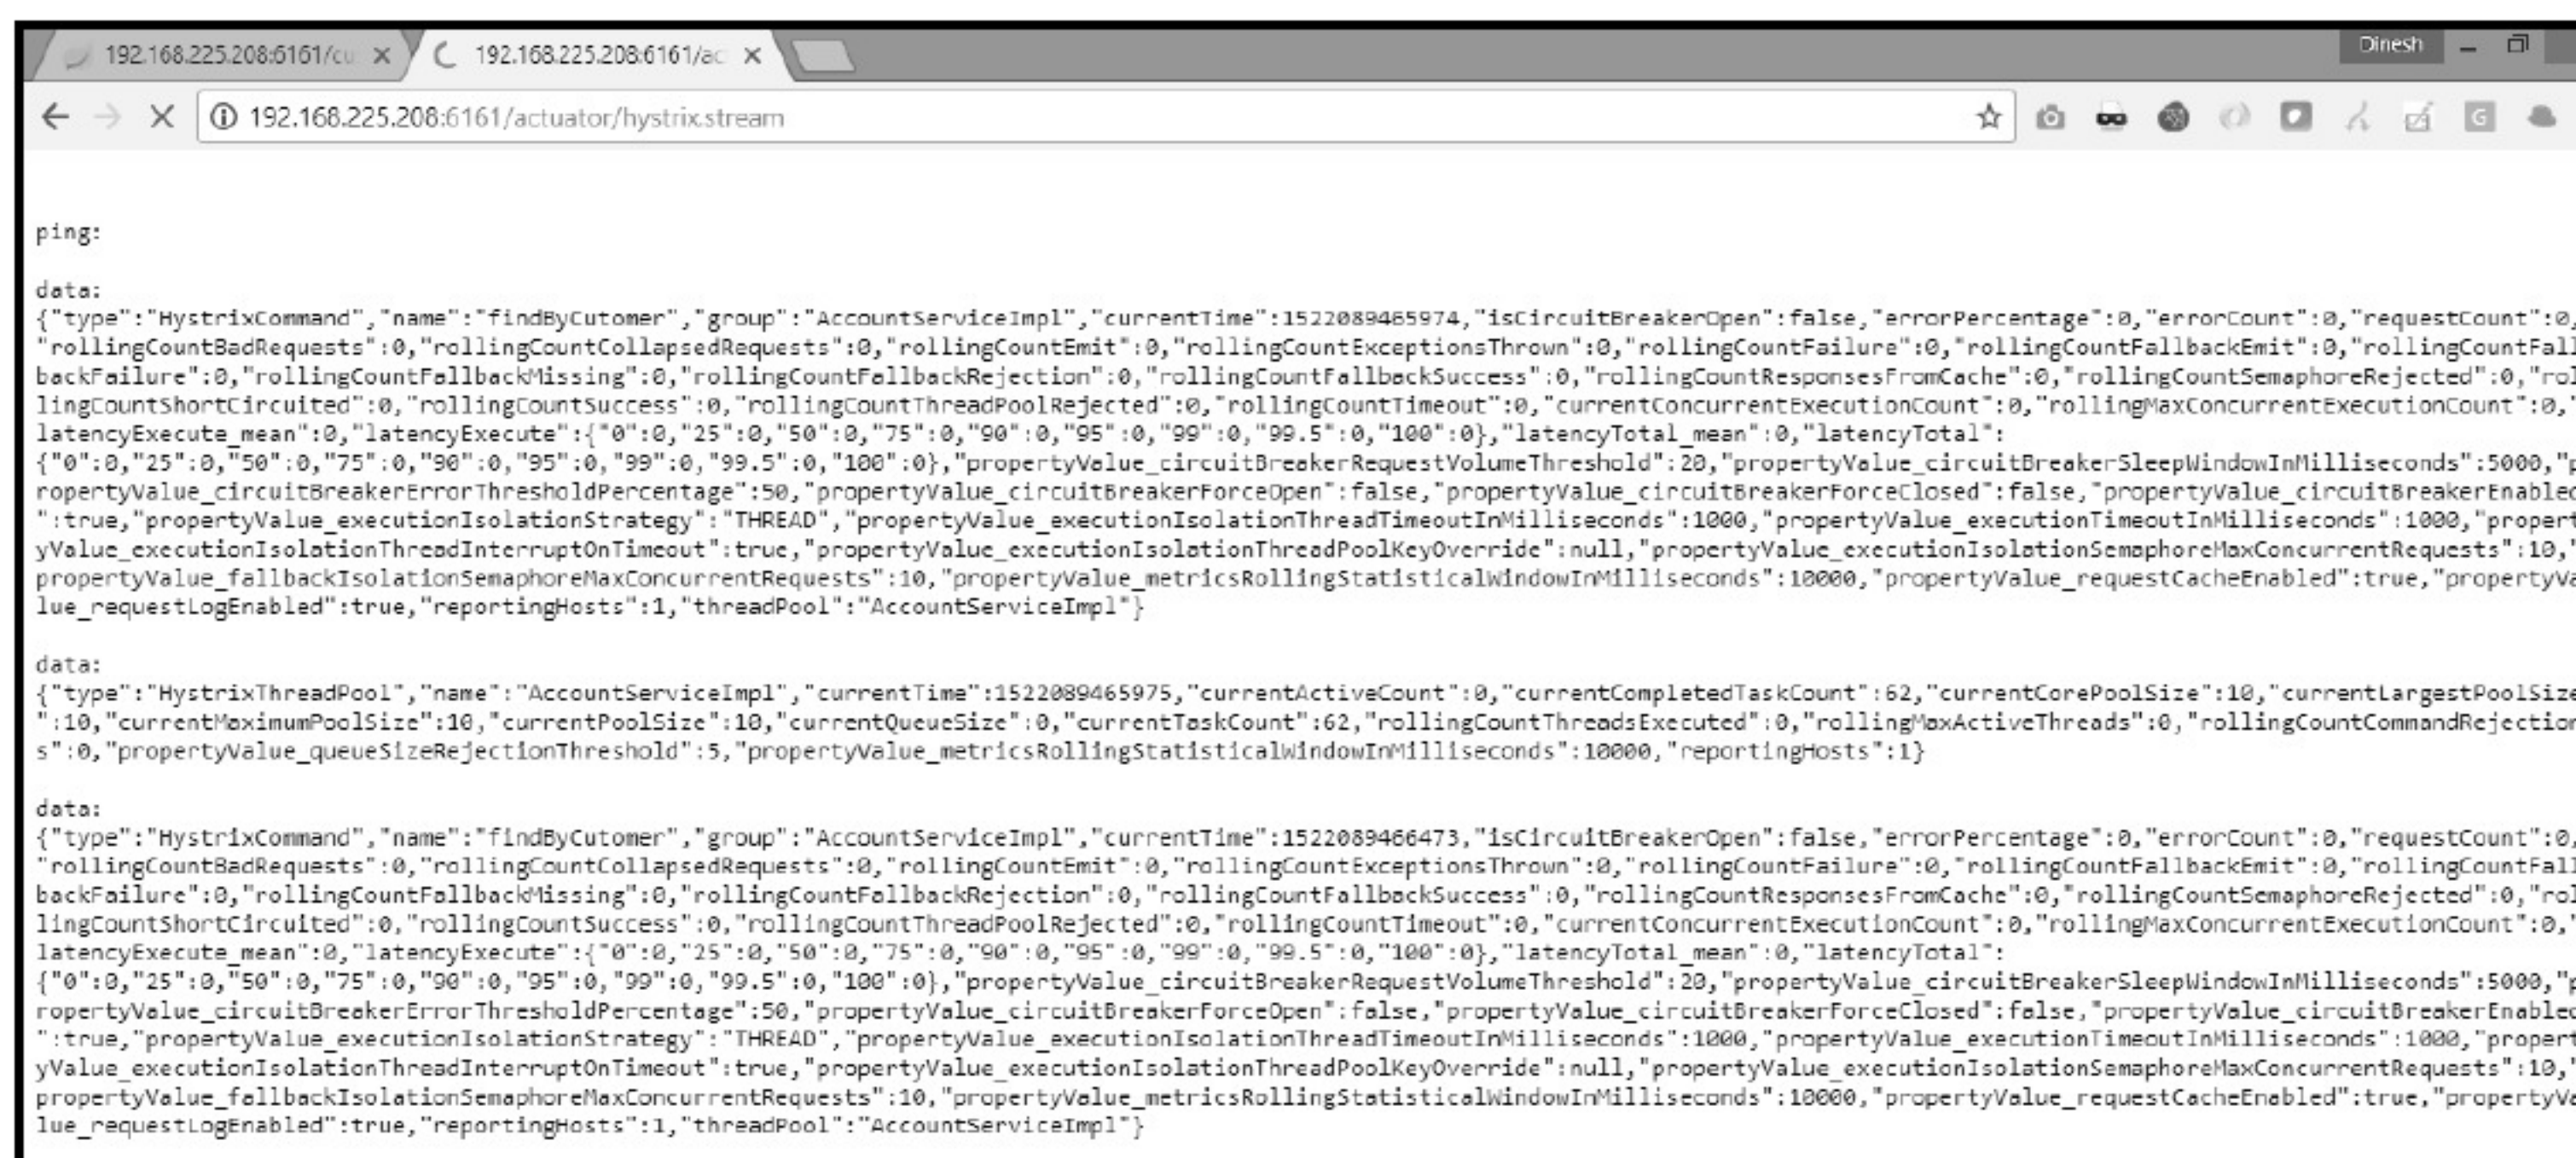 192.168.225.208:6161/cu
192.168.225.208:6161/ac
Dinesh
192.168.225.208:6161/actuator/hystrix.stream
G
ping:
data:
{"type":"HystrixCommand","name":"findByCutomer","group":"AccountServiceImpl","currentTime":1522089465974,"isCircuitBreakerOpen":false,"errorPercentage":0,"errorCount":0,"requestCount":0,
"rollingCountBadRequests":0,"rollingCountCollapsedRequests":0,"rollingCountEmit":0,"rollingCountExceptionsThrown":0,"rollingCountFailure":0,"rollingCountFallbackEmit":0,"rollingCountFall
backFailure":0,"rollingCountFallbackMissing":0,"rollingCountFallbackRejection":0,"rollingCountFallbackSuccess":0,"rollingCountResponsesFromCache":0,"rollingCountSemaphoreRejected":0,"rol
lingCountShortCircuited":0,"rollingCountSuccess":0,"rollingCountThreadPoolRejected":0,"rollingCountTimeout":0,"currentConcurrentExecutionCount":0,"rollingMaxConcurrentExecutionCount":0,"
latencyExecute_mean":0,"latencyExecute":{"0":0,"25":0,"50":0,"75":0,"90":0,"95":0,"99":0,"99.5":0,"100":0},"latencyTotal_mean":0,"latencyTotal":
{"0":0,"25":0,"50":0,"75":0,"90":0,"95":0,"99":0,"99.5":0,"100":0},"propertyValue_circuitBreakerRequestVolumeThreshold":20,"propertyValue_circuitBreakerSleepWindowInMilliseconds":5000,"p
ropertyValue_circuitBreakerErrorThresholdPercentage":50,"propertyValue_circuitBreakerForceOpen":false,"propertyValue_circuitBreakerForceClosed":false,"propertyValue_circuitBreakerEnabled
":true,"propertyValue_executionIsolationStrategy":"THREAD","propertyValue_executionIsolationThreadTimeoutInMilliseconds":1000,"propertyValue_executionTimeoutInMilliseconds":1000,"propert
yValue_executionIsolationThreadInterruptOnTimeout":true,"propertyValue_executionIsolationThreadPoolKeyOverride":null,"propertyValue_executionIsolationSemaphoreMaxConcurrentRequests":10,"
propertyValue_fallbackIsolationSemaphoreMaxConcurrentRequests":10,"propertyValue_metricsRollingStatisticalWindowInMilliseconds":10000,"propertyValue_requestCacheEnabled":true,"propertyVa
lue_requestLogEnabled":true,"reportingHosts":1,"threadPool":"AccountServiceImpl"}
data:
{"type":"HystrixThreadPool","name":"AccountServiceImpl","currentTime":1522089465975,"currentActiveCount":0,"currentCompletedTaskCount":62,"currentCorePoolSize":10,"currentLargestPoolSize
":10,"currentMaximumPoolSize":10,"currentPoolSize":10,"currentQueueSize":0,"currentTaskCount":62,"rollingCountThreadsExecuted":0,"rollingMaxActiveThreads":0,"rollingCountCommandRejection
s":0,"propertyValue_queueSizeRejectionThreshold":5,"propertyValue_metricsRollingStatisticalWindowInMilliseconds":10000,"reportingHosts":1}
data:
{"type":"HystrixCommand","name":"findByCutomer","group":"AccountServiceImpl","currentTime":1522089466473,"isCircuitBreakerOpen":false,"errorPercentage":0,"errorCount":0,"requestCount":0,
"rollingCountBadRequests":0,"rollingCountCollapsedRequests":0,"rollingCountEmit":0,"rollingCountExceptionsThrown":0,"rollingCountFailure":0,"rollingCountFallbackEmit":0,"rollingCountFall
backFailure":0,"rollingCountFallbackMissing":0,"rollingCountFallbackRejection":0,"rollingCountFallbackSuccess":0,"rollingCountResponsesFromCache":0,"rollingCountSemaphoreRejected":0,"rol
lingCountShortCircuited":0,"rollingCountSuccess":0,"rollingCountThreadPoolRejected":0,"rollingCountTimeout":0,"currentConcurrentExecutionCount":0,"rollingMaxConcurrentExecutionCount":0,"
latencyExecute_mean":0,"latencyExecute":{"0":0,"25":0,"50":0,"75":0,"90":0,"95":0,"99":0,"99.5":0,"100":0},"latencyTotal_mean":0,"latencyTotal":
{"0":0,"25":0,"50":0,"75":0,"90":0,"95":0,"99":0,"99.5":0,"100":0},"propertyValue_circuitBreakerRequestVolumeThreshold":20,"propertyValue_circuitBreakerSleepWindowInMilliseconds":5000,"p
ropertyValue_circuitBreakerErrorThresholdPercentage":50,"propertyValue_circuitBreakerForceOpen":false,"propertyValue_circuitBreakerForceClosed":false,"propertyValue_circuitBreakerEnabled
":true,"propertyValue_executionIsolationStrategy":"THREAD","propertyValue_executionIsolationThreadTimeoutInMilliseconds":1000,"propertyValue_executionTimeoutInMilliseconds":1000,"propert
yValue_executionIsolationThreadInterruptOnTimeout":true,"propertyValue_executionIsolationThreadPoolKeyOverride":null,"propertyValue_executionIsolationSemaphoreMaxConcurrentRequests":10,"
propertyValue_fallbackIsolationSemaphoreMaxConcurrentRequests":10,"propertyValue_metricsRollingStatisticalWindowInMilliseconds":10000,"propertyValue_requestCacheEnabled":true,"propertyVa
lue_requestLogEnabled":true,"reportingHosts":1,"threadPool":"AccountServiceImpl"}